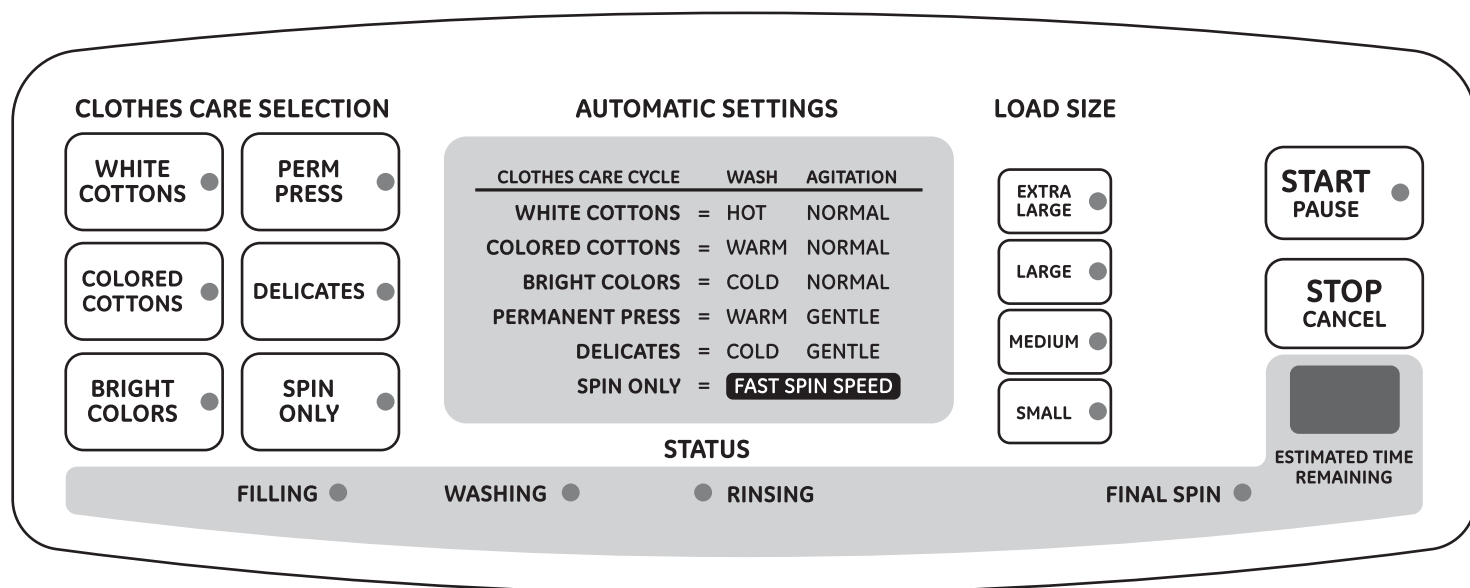 CLOTHES CARE SELECTION
WHITE
COTTONS
PERM
PRESS
COLORED
COTTONS
DELICATES
BRIGHT
COLORS
SPIN
ONLY
AUTOMATIC SETTINGS
CLOTHES CARE CYCLE WASH AGITATION
WHITE COTTONS = HOT NORMAL
COLORED COTTONS = WARM NORMAL
BRIGHT COLORS = COLD NORMAL
PERMANENT PRESS = WARM GENTLE
DELICATES = COLD GENTLE
SPIN ONLY = FAST SPIN SPEED
LOAD SIZE
EXTRA
LARGE
LARGE
MEDIUM
SMALL
START
PAUSE
STOP
CANCEL
ESTIMATED TIME
REMAINING
STATUS
FILLING WASHING RINSING FINAL SPIN